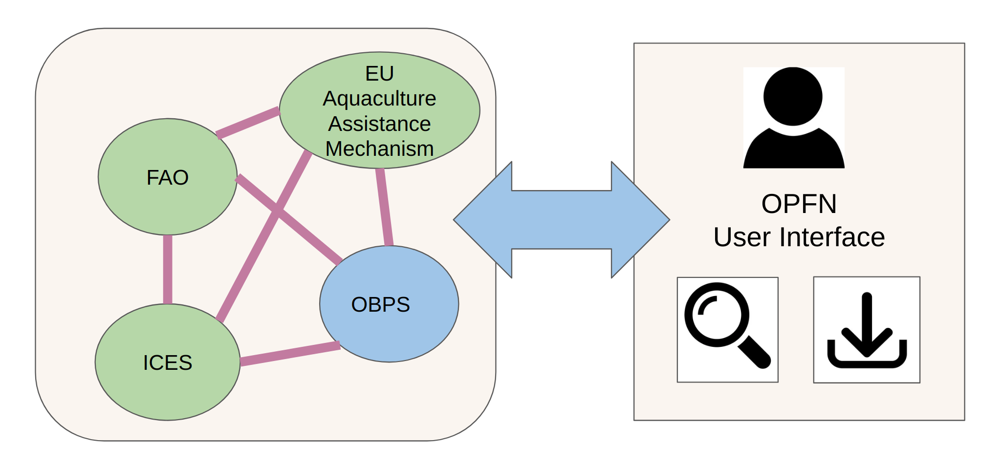 EU
Aquaculture
Assistance
Mechanism
FAO
OBPS
ICES
OPFN
User Interface